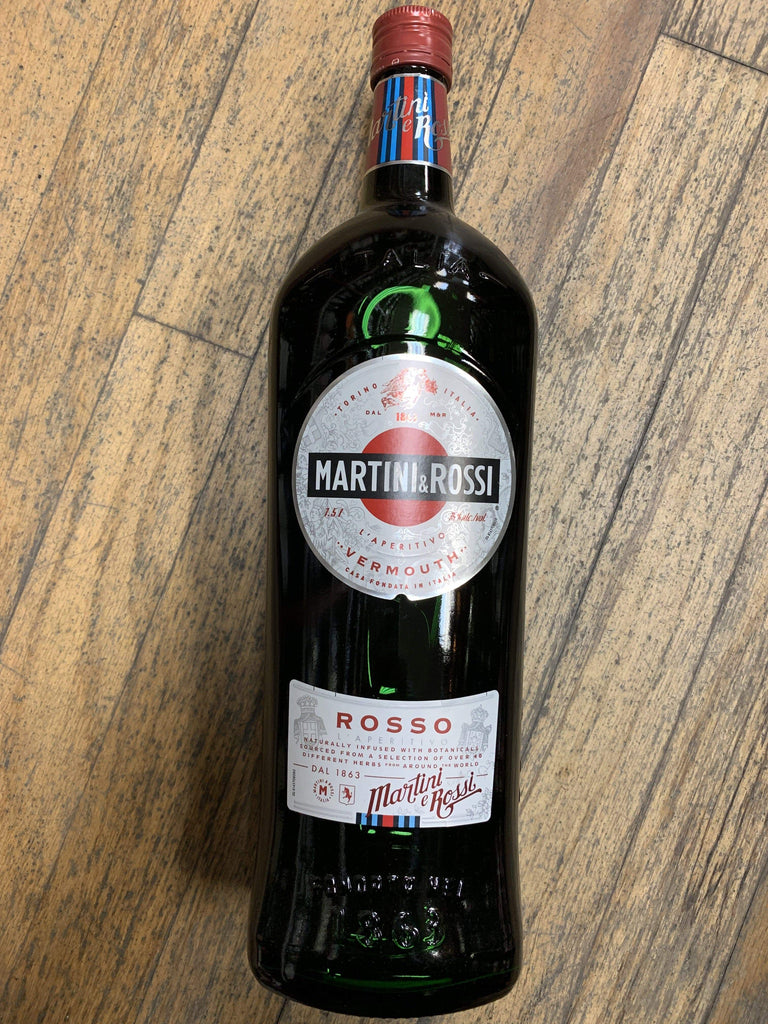 Martini
e Rossi
ITALIA
TORINO ITALIA
DAL M&R
MARTINI&ROSSI
1,5 l
L'APERITIVO
VERMOUTH
CASA FONDATA IN ITALIA
ROSSO
L'APERITIVO
NATURALLY INFUSED WITH BOTANICALS
SOURCED FROM A SELECTION OF OVER 40
DIFFERENT HERBS FROM AROUND THE WORLD
DAL 1863
Martini
e Rossi
M
1863